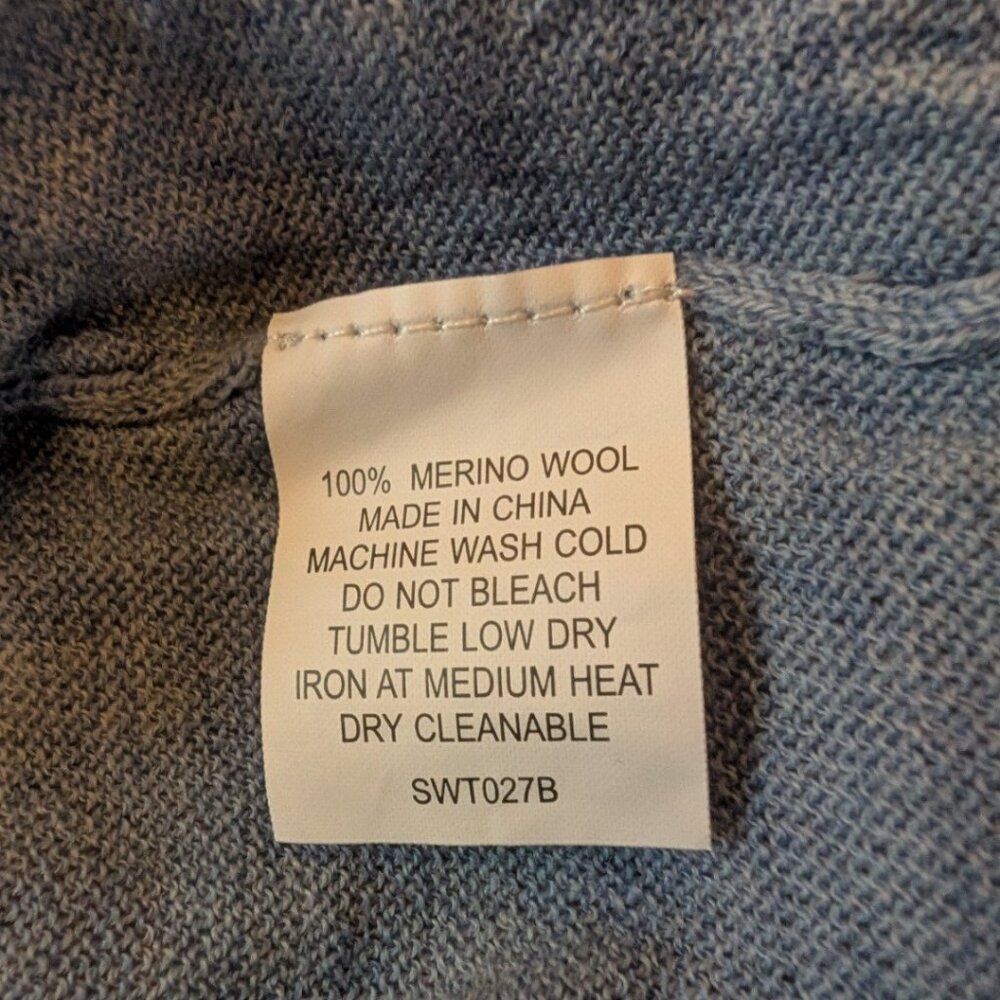 100% MERINO WOOL
MADE IN CHINA
MACHINE WASH COLD
DO NOT BLEACH
TUMBLE LOW DRY
IRON AT MEDIUM HEAT
DRY CLEANABLE
SWT027B